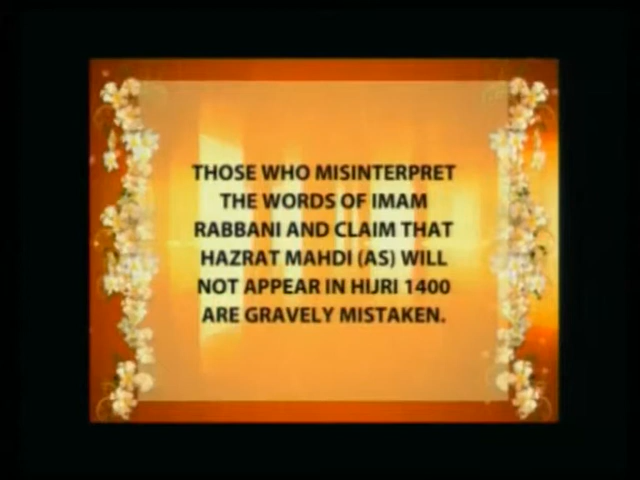 THOSE WHO MISINTERPRET
THE WORDS OF IMAM
RABBANI AND CLAIM THAT
HAZRAT MAHDI (AS) WILL
NOT APPEAR IN HIJRI 1400
ARE GRAVELY MISTAKEN.